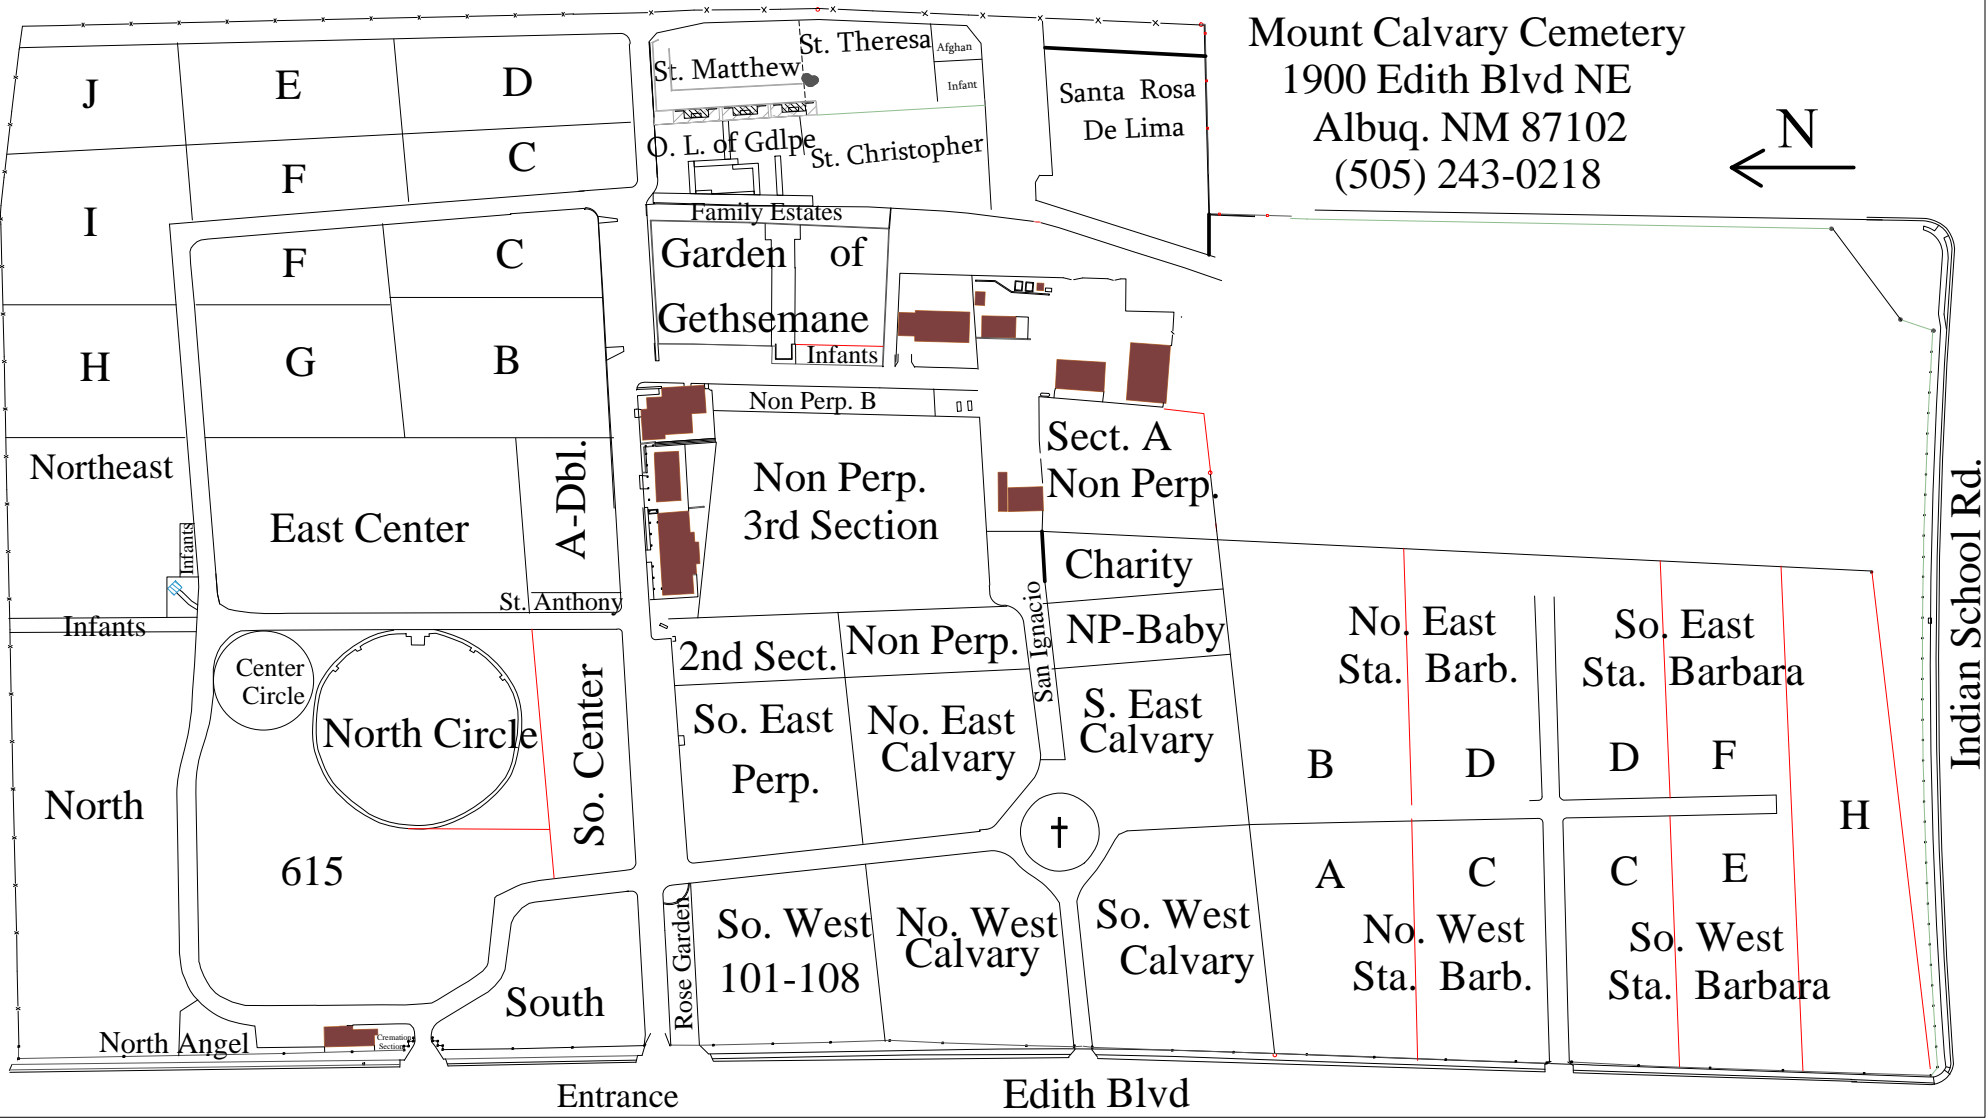 Mount Calvary Cemetery
1900 Edith Blvd NE
Albuq. NM 87102
(505) 243-0218
N
J
E
D
St. Matthew
St. Theresa
Afghan
Infant
Santa Rosa
De Lima
I
F
C
O. L. of Gdlpe
St. Christopher
Family Estates
F
C
Garden of
Gethsemane
Infants
H
G
B
Non Perp. B
Northeast
East Center
A-Dbl.
Non Perp.
3rd Section
Sect. A
Non Perp.
Infants
Infants
St. Anthony
Charity
NP-Baby
San Ignacio
2nd Sect.
Non Perp.
Center
Circle
North Circle
So. Center
So. East
Perp.
No. East
Calvary
S. East
Calvary
No. East
Sta. Barb.
So. East
Sta. Barbara
B
D
D
F
H
Indian School Rd.
North
615
A
C
C
E
So. West
101-108
No. West
Calvary
So. West
Calvary
No. West
Sta. Barb.
So. West
Sta. Barbara
Rose Garden
South
North Angel
Cremation
Section
Entrance
Edith Blvd